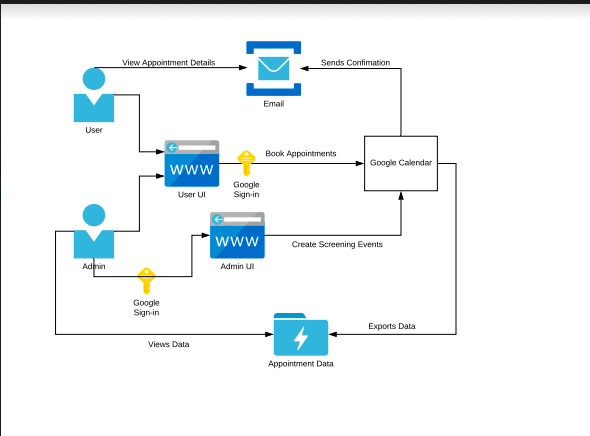 View Appointment Details
Sends Confimation
Email
User
WWW
Book Appointments
Google Calendar
User UI
Google
Sign-in
WWW
Create Screening Events
Admin
Admin UI
Google
Sign-in
Exports Data
Views Data
Appointment Data